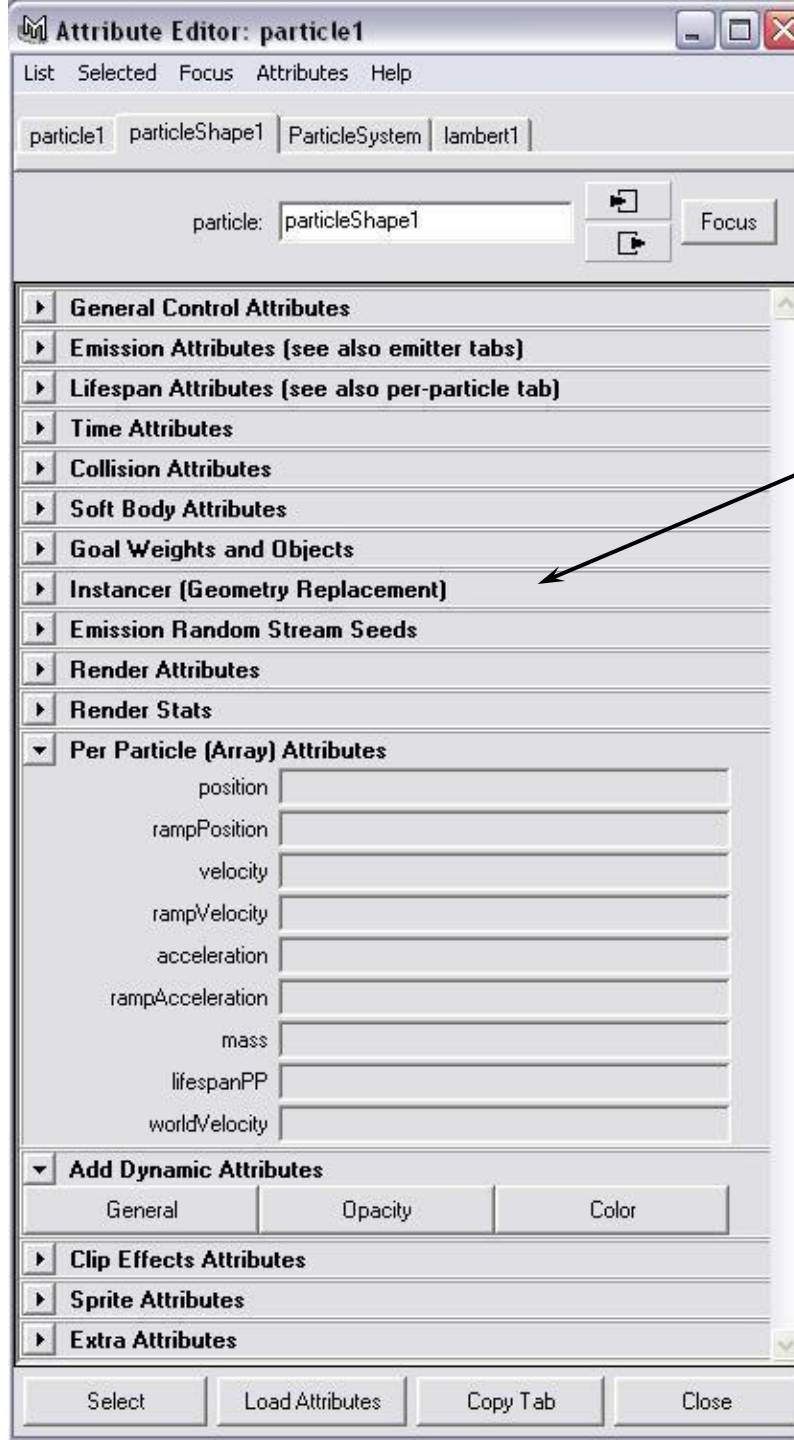 Attribute Editor: particle1
List Selected Focus Attributes Help
particle1 particleShape1 ParticleSystem lambert1
particle: particleShape1 Focus
General Control Attributes
Emission Attributes (see also emitter tabs)
Lifespan Attributes (see also per-particle tab)
Time Attributes
Collision Attributes
Soft Body Attributes
Goal Weights and Objects
Instancer (Geometry Replacement)
Emission Random Stream Seeds
Render Attributes
Render Stats
Per Particle (Array) Attributes
position
rampPosition
velocity
rampVelocity
acceleration
rampAcceleration
mass
lifespanPP
worldVelocity
Add Dynamic Attributes
General Opacity Color
Clip Effects Attributes
Sprite Attributes
Extra Attributes
Select Load Attributes Copy Tab Close